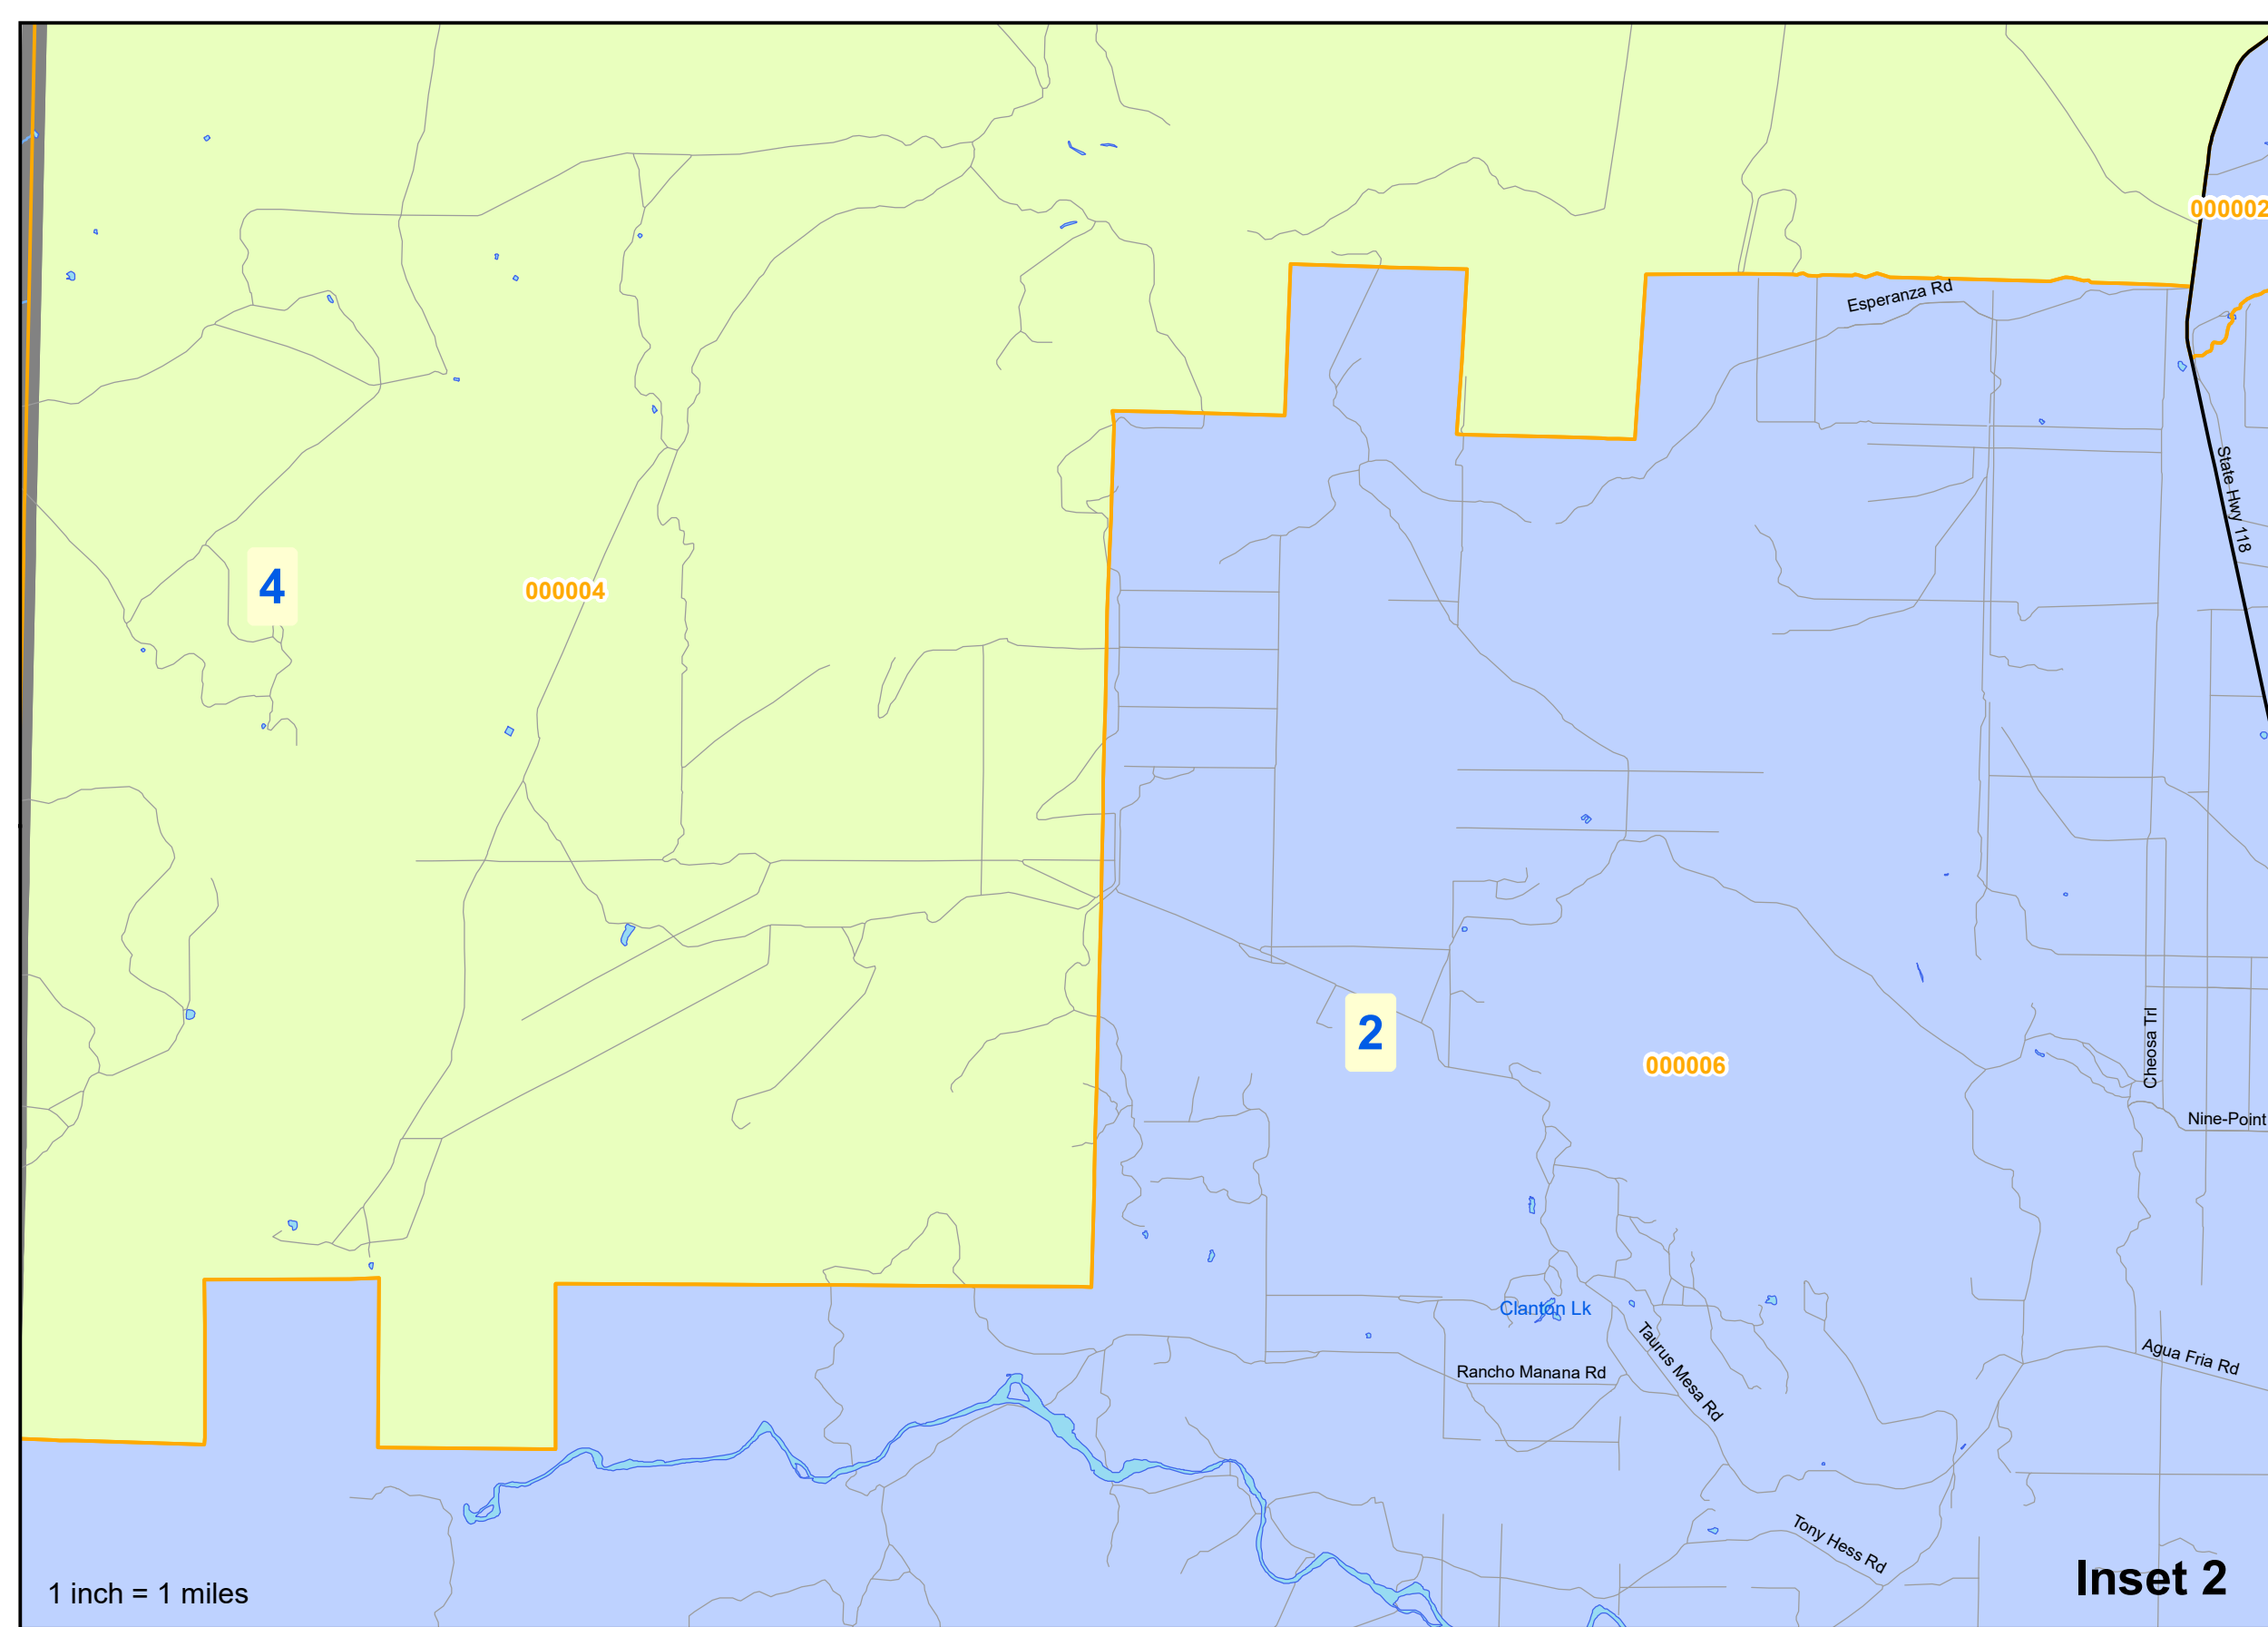 000002
Esperanza Rd
State Hwy 118
4
000004
2
000006
Cheosa Trl
Nine-Point
Clanton Lk
Taurus Mesa Rd
Rancho Manana Rd
Agua Fria Rd
Tony Hess Rd
1 inch = 1 miles
Inset 2